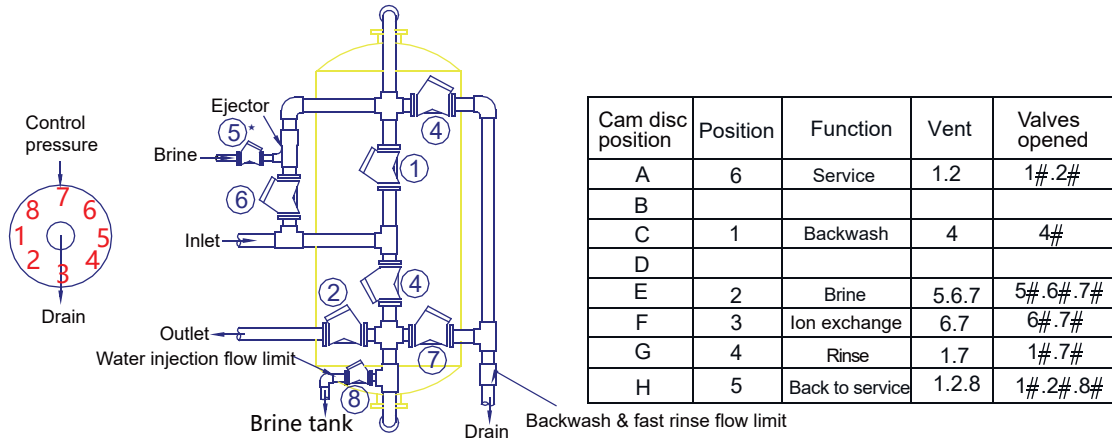 Control
pressure
7
8 6
1 5
2 4
3
Drain
Ejector
5*
Brine
4
1
6
Inlet
4
2
Outlet
7
Water injection flow limit
8
Brine tank
Drain
Backwash & fast rinse flow limit
Cam disc position Position Function Vent Valves opened
A 6 Service 1.2 1#.2#
B
C 1 Backwash 4 4#
D
E 2 Brine 5.6.7 5#.6#.7#
F 3 Ion exchange 6.7 6#.7#
G 4 Rinse 1.7 1#.7#
H 5 Back to service 1.2.8 1#.2#.8#